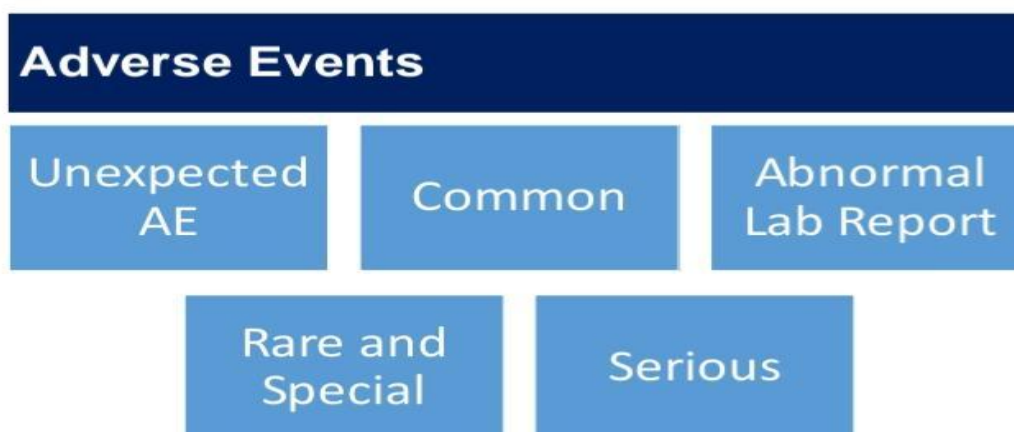 Adverse Events
Unexpected
AE
Common
Abnormal
Lab Report
Rare and
Special
Serious